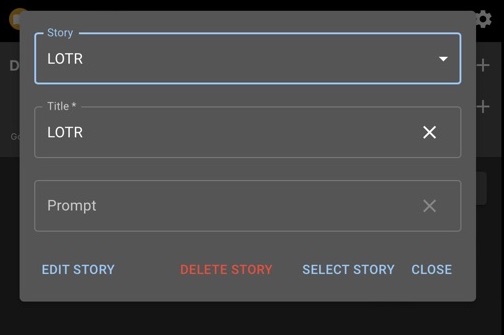 Story
LOTR
Title *
LOTR
Prompt
EDIT STORY
DELETE STORY
SELECT STORY
CLOSE